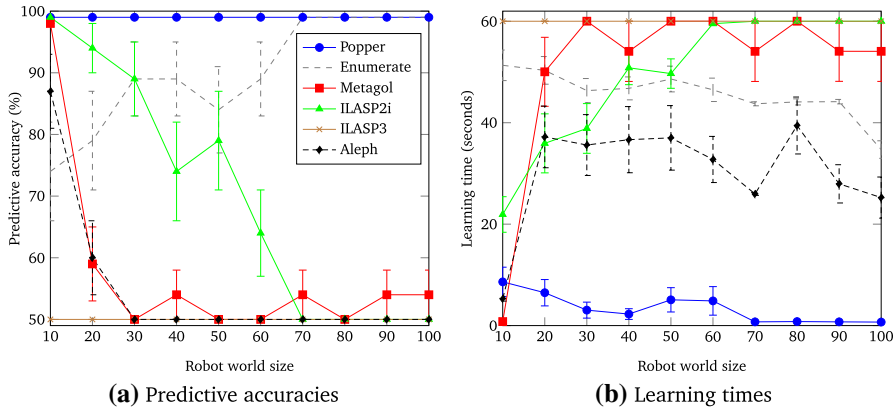 100
90
80
70
60
50
10 20 30 40 50 60 70 80 90 100
Predictive accuracy (%)
Robot world size
Popper
Enumerate
Metagol
ILASP2i
ILASP3
Aleph
(a) Predictive accuracies
60
40
20
0
10 20 30 40 50 60 70 80 90 100
Learning time (seconds)
Robot world size
(b) Learning times